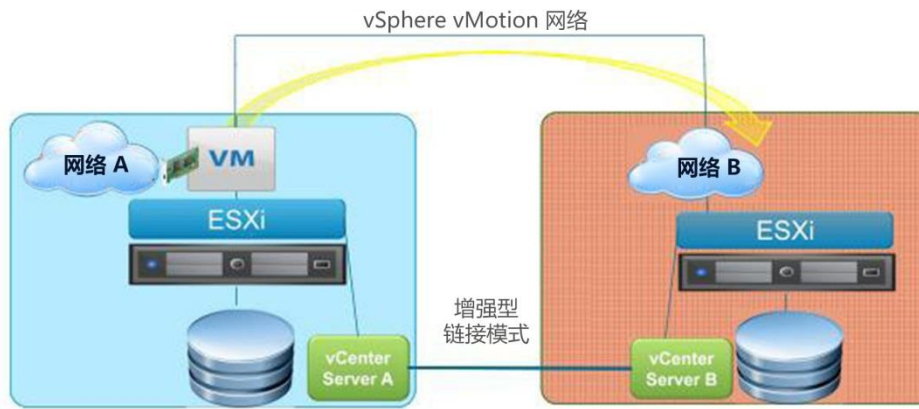 vSphere vMotion 网络
网络 A
VM
网络 B
ESXi
ESXi
增强型
链接模式
vCenter
Server A
vCenter
Server B